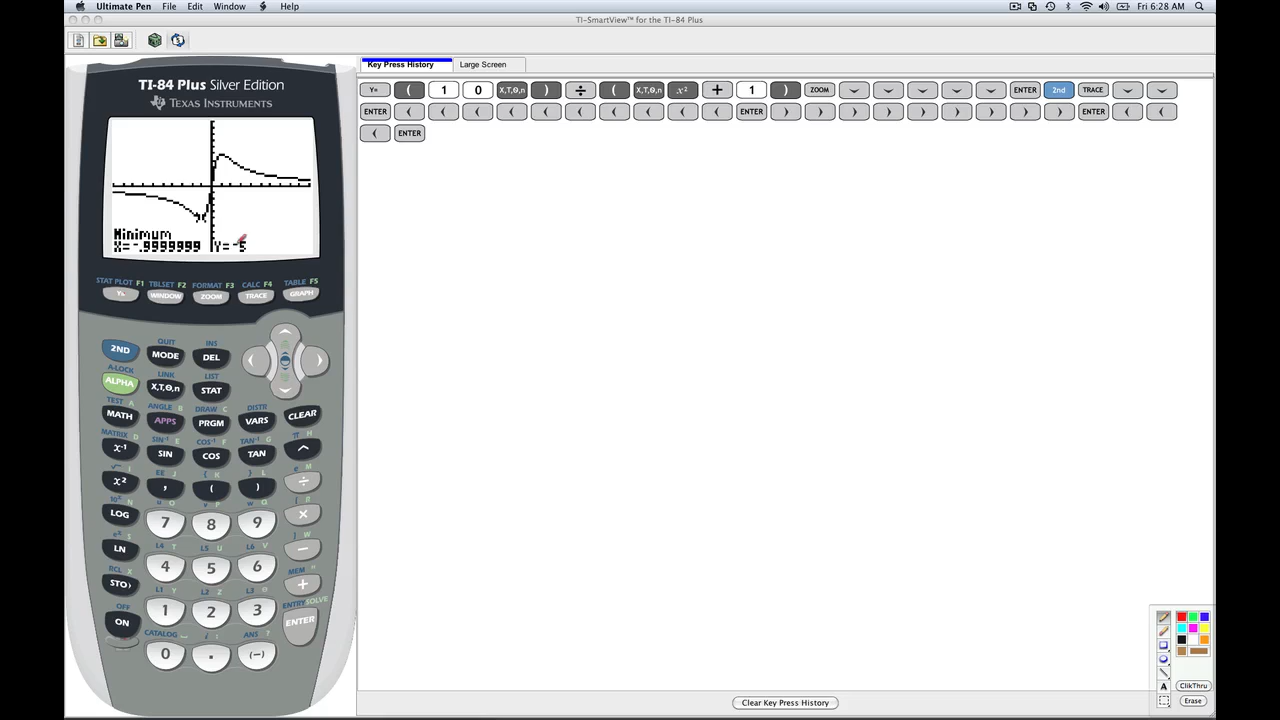 Ultimate Pen File Edit Window Help Fri 6:28 AM
TI-SmartView™ for the TI-84 Plus
Key Press History Large Screen
Y= ( 1 0 X,T,Θ,n ) ÷ ( X,T,Θ,n x² + 1 ) ZOOM ENTER 2nd TRACE
ENTER ENTER ENTER
ENTER
TI-84 Plus Silver Edition
TEXAS INSTRUMENTS
Minimum
X=-.9999999 Y=-5
STAT PLOT F1 TBLSET F2 FORMAT F3 CALC F4 TABLE F5
Y= WINDOW ZOOM TRACE GRAPH
QUIT INS
2ND MODE DEL
A-LOCK LINK LIST
ALPHA X,T,Θ,n STAT
TEST A ANGLE B DRAW C DISTR
MATH APPS PRGM VARS CLEAR
MATRIX D SIN⁻¹ E COS⁻¹ F TAN⁻¹ G π H
x⁻¹ SIN COS TAN ^
√ I EE J { K } L e M
x² , ( ) ÷
10ˣ N u O v P w Q [ R
LOG 7 8 9 ×
eˣ S L4 T L5 U L6 V ] W
LN 4 5 6 −
RCL X L1 Y L2 Z L3 θ MEM "
STO› 1 2 3 +
OFF CATALOG i : ANS ? ENTRY SOLVE
ON 0 . (−) ENTER
A ClikThru
Erase
Clear Key Press History